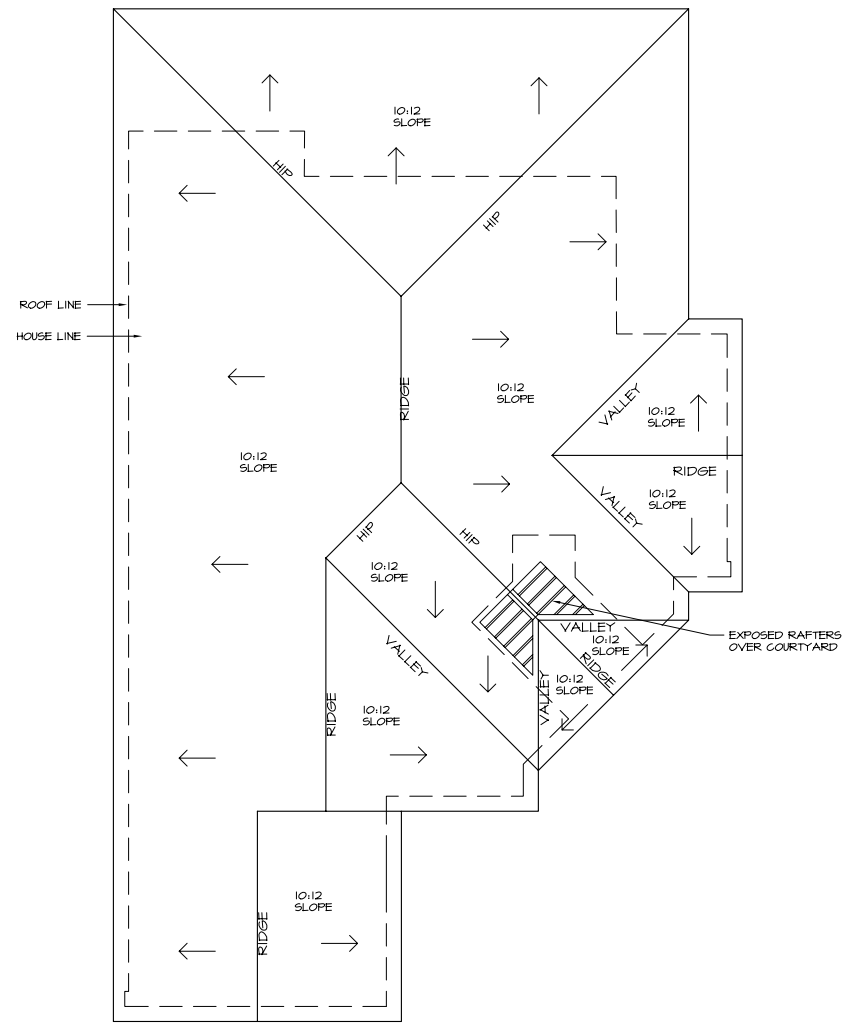 10:12
SLOPE
HIP
HIP
ROOF LINE
HOUSE LINE
RIDGE
10:12
SLOPE
VALLEY
10:12
SLOPE
10:12
SLOPE
RIDGE
10:12
SLOPE
VALLEY
HIP
HIP
10:12
SLOPE
VALLEY
10:12
SLOPE
EXPOSED RAFTERS
OVER COURTYARD
VALLEY
RIDGE
10:12
SLOPE
VALLEY
RIDGE
10:12
SLOPE
10:12
SLOPE
RIDGE